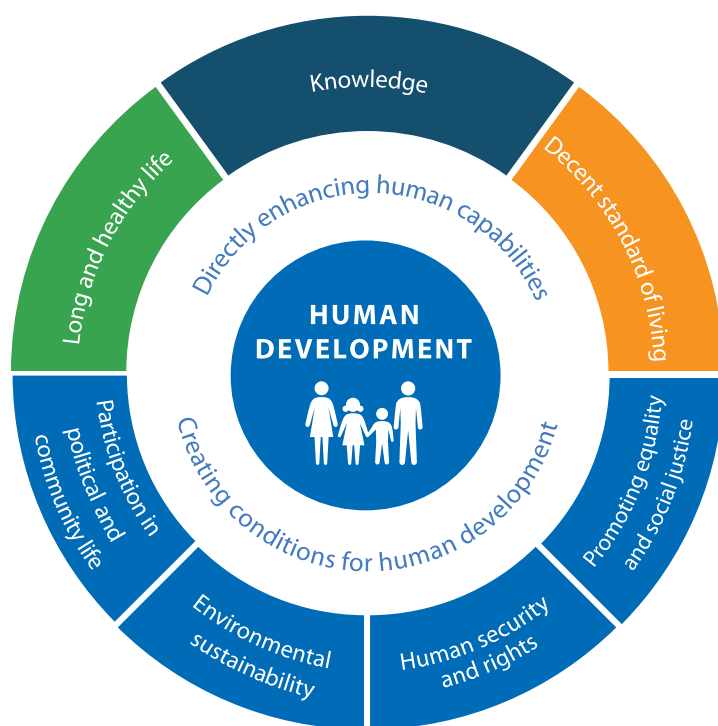 Knowledge
Long and healthy life
Decent standard of living
Directly enhancing human capabilities
HUMAN
DEVELOPMENT
Creating conditions for human development
Participation in
political and
community life
Environmental
sustainability
Human security
and rights
Promoting equality
and social justice